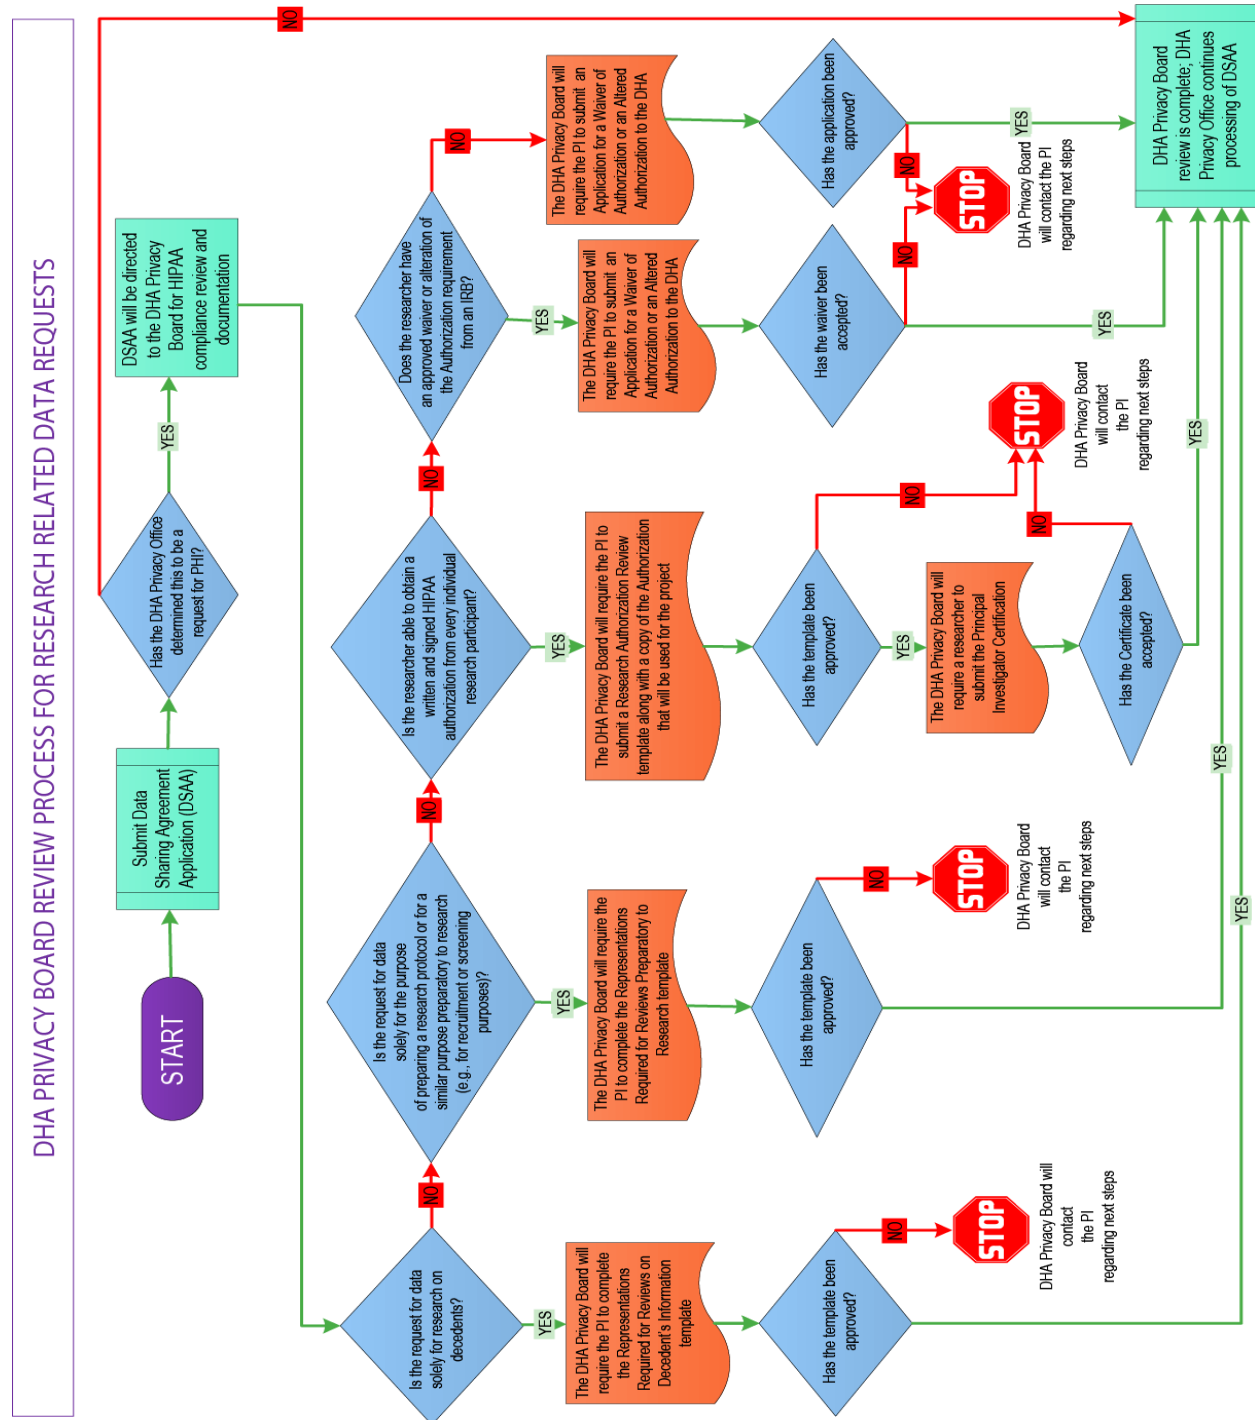 DHA PRIVACY BOARD REVIEW PROCESS FOR RESEARCH RELATED DATA REQUESTS
START
Submit Data
Sharing Agreement
Application (DSAA)
Has the DHA Privacy Office
determined this to be a
request for PHI?
YES
NO
DSAA will be directed
to the DHA Privacy
Board for HIPAA
compliance review and
documentation
Is the request for data
solely for research on
decedents?
NO
YES
Is the request for data
solely for the purpose
of preparing a research protocol or for a
similar purpose preparatory to research
(e.g., for recruitment or screening
purposes)?
NO
YES
Is the researcher able to obtain a
written and signed HIPAA
authorization from every individual
research participant?
NO
YES
Does the researcher have
an approved waiver or alteration of
the Authorization requirement
from an IRB?
NO
YES
The DHA Privacy Board will
require the PI to complete
the Representations
Required for Reviews on
Decedent's Information
template
The DHA Privacy Board will require the
PI to complete the Representations
Required for Reviews Preparatory to
Research template
The DHA Privacy Board will require the PI to
submit a Research Authorization Review
template along with a copy of the Authorization
that will be used for the project
The DHA Privacy Board will
require the PI to submit  an
Application for a Waiver of
Authorization or an Altered
Authorization to the DHA
The DHA Privacy Board will
require the PI to submit  an
Application for a Waiver of
Authorization or an Altered
Authorization to the DHA
Has the template been
approved?
NO
STOP
DHA Privacy Board will
contact
the PI
regarding next steps
YES
Has the template been
approved?
NO
STOP
DHA Privacy Board
will contact
the PI
regarding next steps
YES
Has the template been
approved?
YES
NO
The DHA Privacy Board will
require a researcher to
submit the Principal
Investigator Certification
Has the Certificate been
accepted?
NO
STOP
DHA Privacy Board
will contact
the PI
regarding next steps
YES
Has the waiver been
accepted?
NO
YES
Has the application been
approved?
NO
STOP
DHA Privacy Board
will contact the PI
regarding next steps
YES
DHA Privacy Board
review is complete; DHA
Privacy Office continues
processing of DSAA